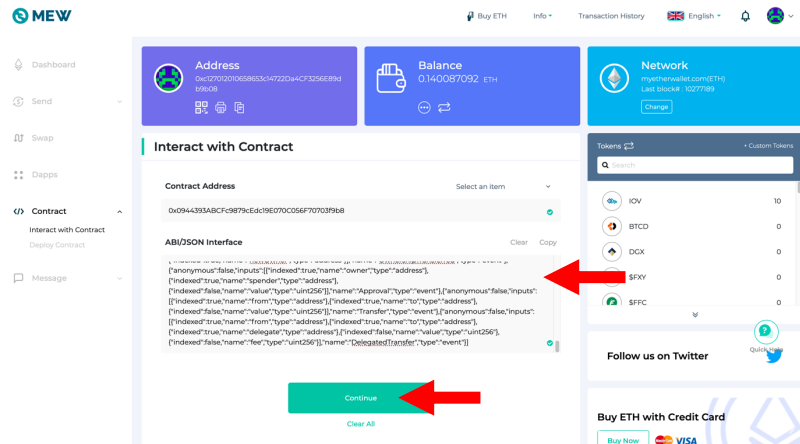 MEW
Buy ETH
Info
Transaction History
English
Dashboard
Send
Swap
Dapps
Contract
Interact with Contract
Deploy Contract
Message
Address
0xc127012010658653c14722Da4CF3256E89d
b9b08
Balance
0.140087092 ETH
Network
myetherwallet.com(ETH)
Last block# : 10277189
Change
Interact with Contract
Contract Address
Select an item
0x0944393ABCFc9879cEdc19E070C056F70703f9b8
ABI/JSON Interface
Clear
Copy
{"anonymous":false,"inputs":[{"indexed":true,"name":"owner","type":"address"},
{"indexed":true,"name":"spender","type":"address"},
{"indexed":false,"name":"value","type":"uint256"}],"name":"Approval","type":"event"},{"anonymous":false,"inputs":
[{"indexed":true,"name":"from","type":"address"},{"indexed":true,"name":"to","type":"address"},
{"indexed":false,"name":"value","type":"uint256"}],"name":"Transfer","type":"event"},{"anonymous":false,"inputs":
[{"indexed":true,"name":"from","type":"address"},{"indexed":true,"name":"to","type":"address"},
{"indexed":true,"name":"delegate","type":"address"},{"indexed":false,"name":"value","type":"uint256"},
{"indexed":false,"name":"fee","type":"uint256"}],"name":"DelegatedTransfer","type":"event"}]
Continue
Clear All
Tokens
+ Custom Tokens
Search
IOV 10
BTCD 0
DGX 0
$FXY 0
$FFC 0
Quick Help
Follow us on Twitter
Buy ETH with Credit Card
Buy Now
VISA